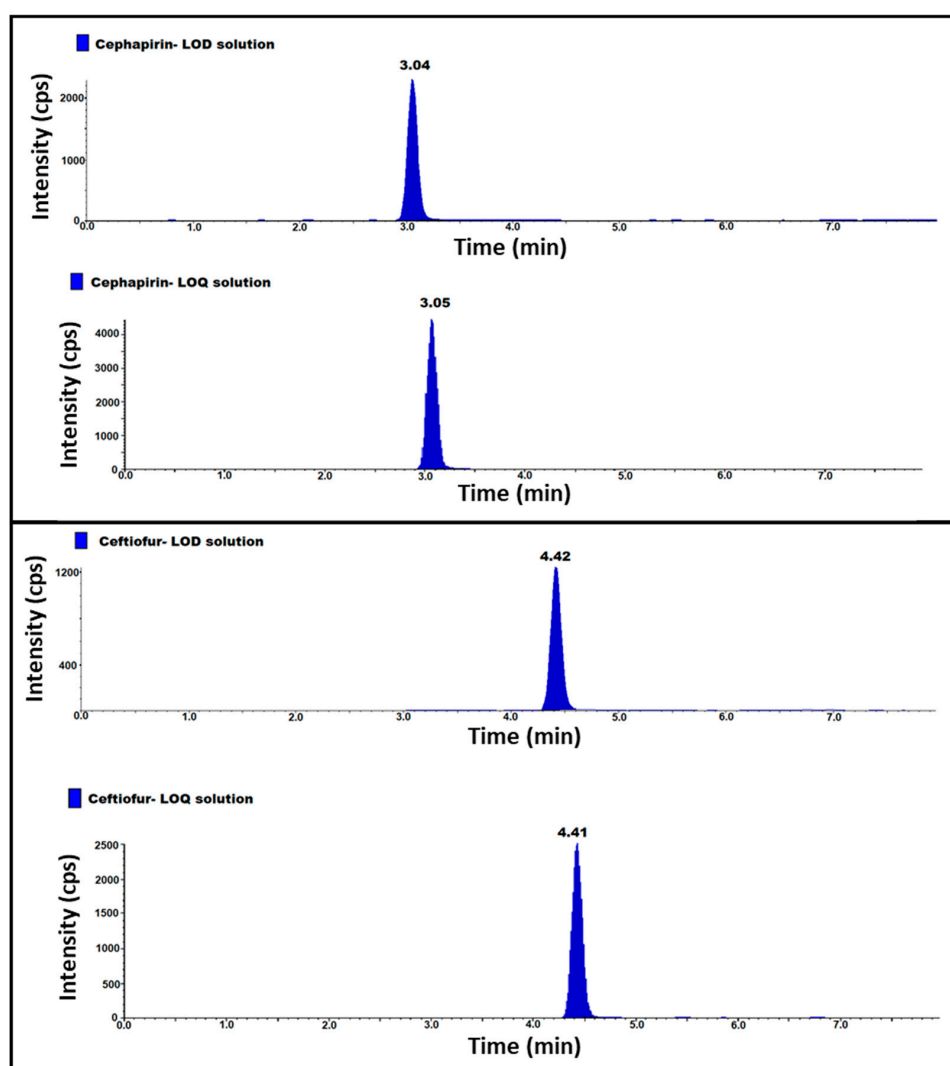 Cephapirin- LOD solution
3.04
Intensity (cps)
2000
1000
0
0.0 1.0 2.0 3.0 4.0 5.0 6.0 7.0
Time (min)
Cephapirin- LOQ solution
3.05
Intensity (cps)
4000
3000
2000
1000
0
0.0 1.0 2.0 3.0 4.0 5.0 6.0 7.0
Time (min)
Ceftiofur- LOD solution
4.42
Intensity (cps)
1200
400
0.0 1.0 2.0 3.0 4.0 5.0 6.0 7.0
Time (min)
Ceftiofur- LOQ solution
4.41
Intensity (cps)
2500
2000
1500
1000
500
0
0.0 1.0 2.0 3.0 4.0 5.0 6.0 7.0
Time (min)